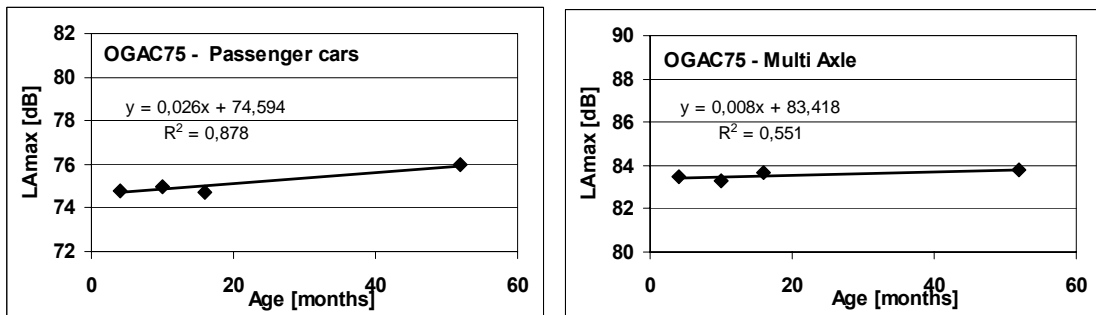 OGAC75 - Passenger cars
y = 0,026x + 74,594
R² = 0,878
LAmax [dB]
82
80
78
76
74
72
0
20
40
60
Age [months]
OGAC75 - Multi Axle
y = 0,008x + 83,418
R² = 0,551
LAmax [dB]
90
88
86
84
82
80
0
20
40
60
Age [months]